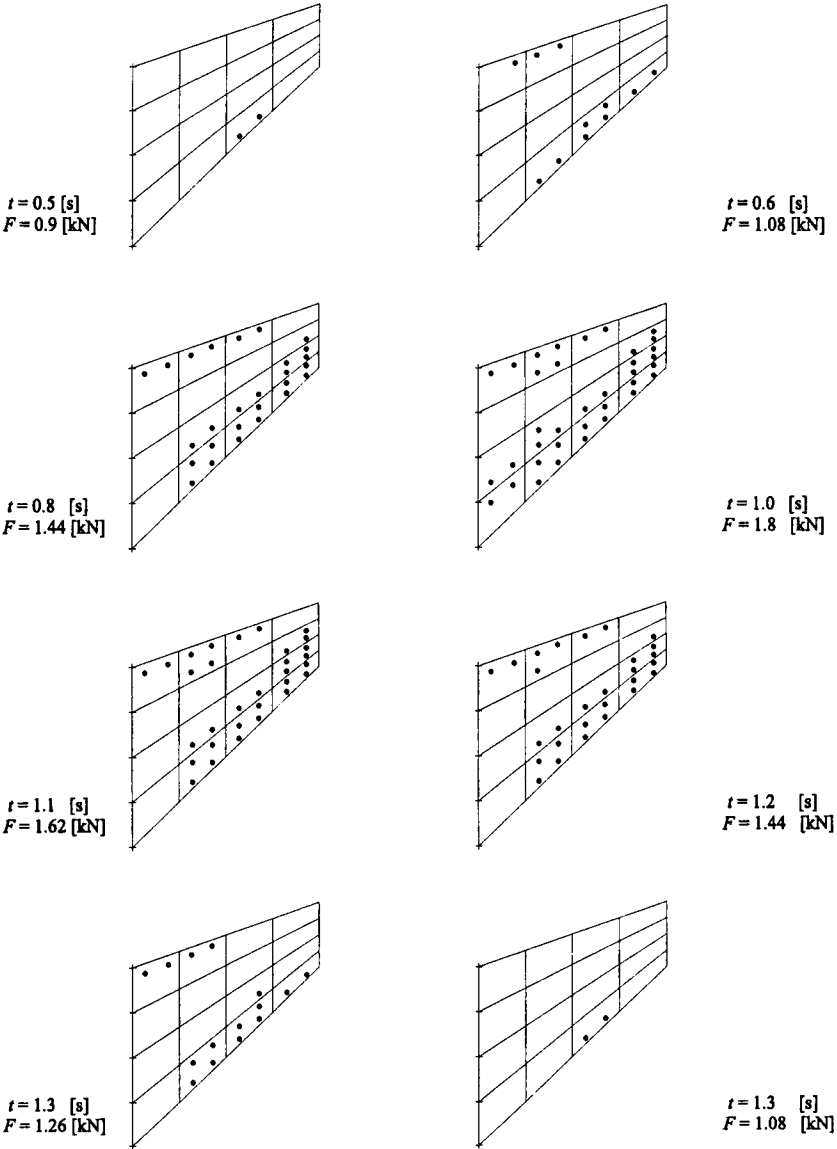 t = 0.5 [s]
F = 0.9 [kN]
t = 0.6 [s]
F = 1.08 [kN]
t = 0.8 [s]
F = 1.44 [kN]
t = 1.0 [s]
F = 1.8 [kN]
t = 1.1 [s]
F = 1.62 [kN]
t = 1.2 [s]
F = 1.44 [kN]
t = 1.3 [s]
F = 1.26 [kN]
t = 1.3 [s]
F = 1.08 [kN]